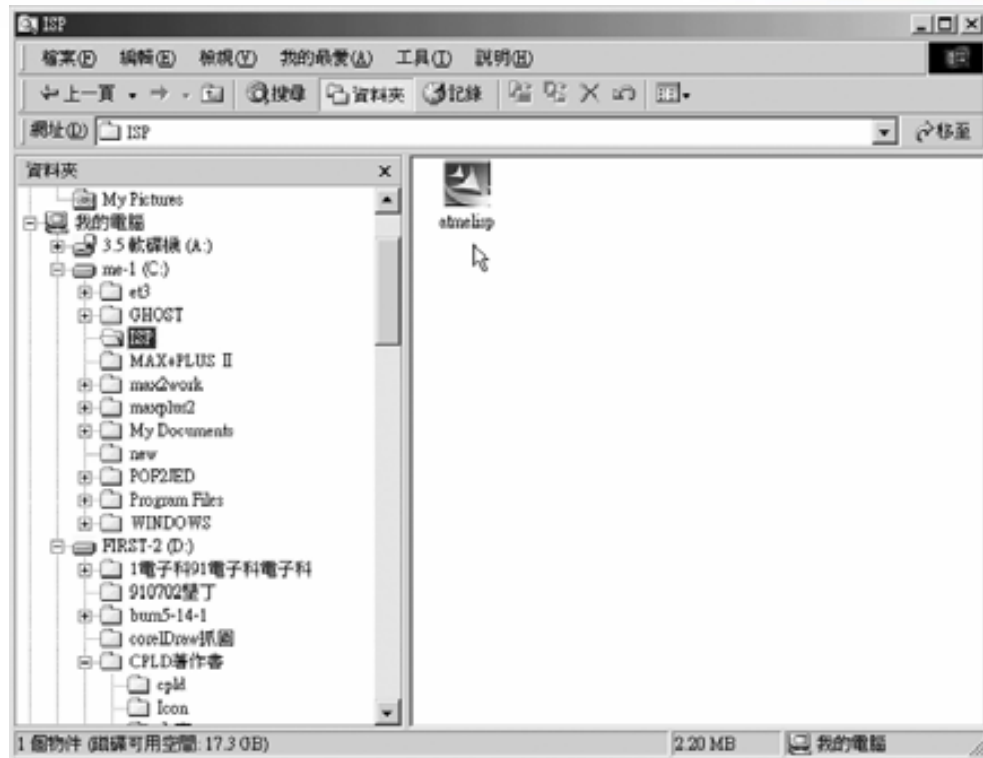 ISP
檔案(F) 編輯(E) 檢視(V) 我的最愛(A) 工具(T) 說明(H)
上一頁 搜尋 資料夾 記錄
網址(D) ISP 移至
資料夾
My Pictures
我的電腦
3.5 軟碟機 (A:)
me-1 (C:)
et3
GHOST
ISP
MAX+PLUS II
max2work
maxplus2
My Documents
new
POF2JED
Program Files
WINDOWS
FIRST-2 (D:)
1電子科91電子科電子科
910702墾丁
burn5-14-1
corelDraw抓圖
CPLD著作書
cpld
Icon
atmelisp
1 個物件 (磁碟可用空間: 17.3 GB) 2.20 MB 我的電腦